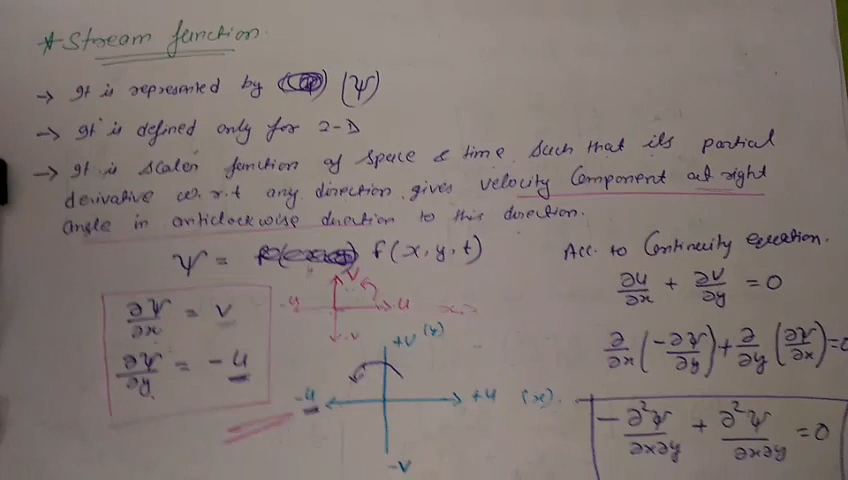 * Stream function.
→ It is represented by (ψ)
→ It is defined only for 2-D
→ It is scaler function of space & time such that its partial
derivative w.r.t any direction gives velocity component at right
angle in anticlockwise direction to this direction.
ψ = f(x, y, t)
∂ψ/∂x = v
∂ψ/∂y = -u
v
-u u
-v
+v (y)
-u +u (x).
-v
Acc. to Continuity equation.
∂u/∂x + ∂v/∂y = 0
∂/∂x (-∂ψ/∂y) + ∂/∂y (∂ψ/∂x) = 0
-∂²ψ/∂x∂y + ∂²ψ/∂x∂y = 0